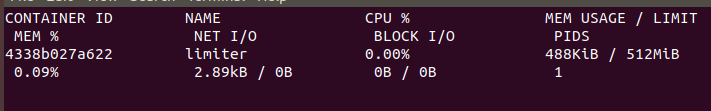 CONTAINER ID NAME CPU % MEM USAGE / LIMIT
MEM % NET I/O BLOCK I/O PIDS
4338b027a622 limiter 0.00% 488KiB / 512MiB
0.09% 2.89kB / 0B 0B / 0B 1